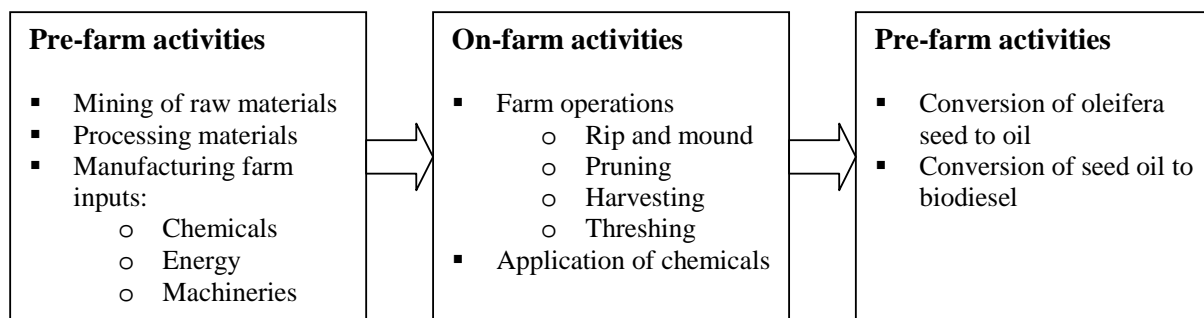 Pre-farm activities
▪ Mining of raw materials
▪ Processing materials
▪ Manufacturing farm
inputs:
o Chemicals
o Energy
o Machineries
On-farm activities
▪ Farm operations
o Rip and mound
o Pruning
o Harvesting
o Threshing
▪ Application of chemicals
Pre-farm activities
▪ Conversion of oleifera
seed to oil
▪ Conversion of seed oil to
biodiesel